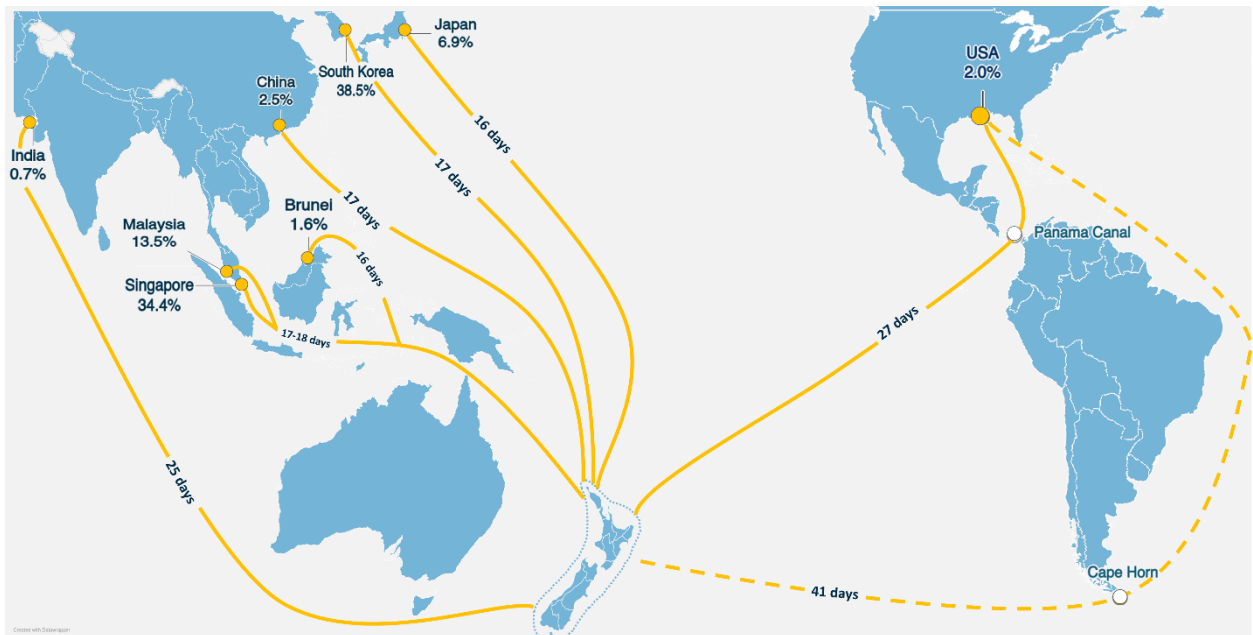 Japan
6.9%
USA
2.0%
South Korea
38.5%
China
2.5%
16 days
India
0.7%
17 days
Brunei
1.6%
17 days
Malaysia
13.5%
Panama Canal
16 days
Singapore
34.4%
17-18 days
27 days
25 days
Cape Horn
41 days
Created with Datawrapper